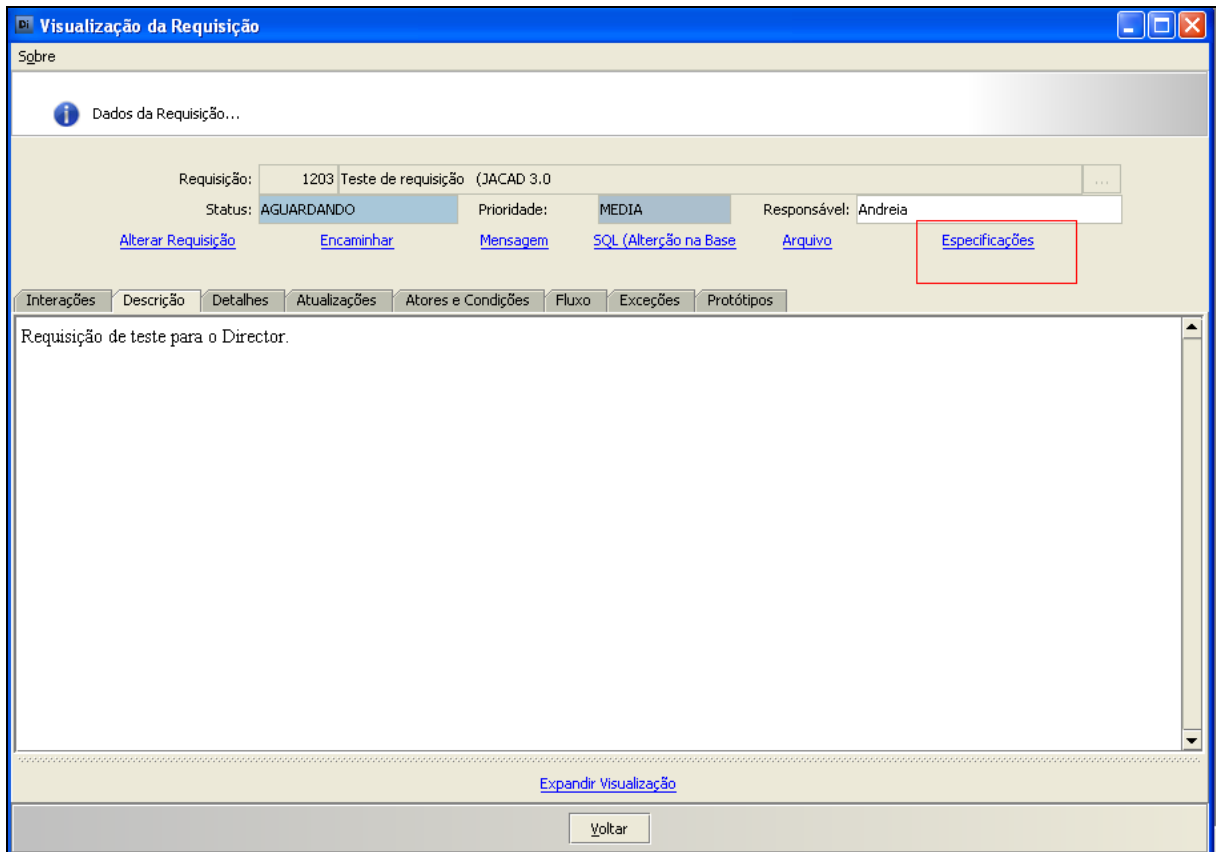 Di Visualização da Requisição
Sobre
Dados da Requisição...
Requisição: 1203 Teste de requisição (JACAD 3.0 ...
Status: AGUARDANDO Prioridade: MEDIA Responsável: Andreia
Alterar Requisição Encaminhar Mensagem SQL (Alterção na Base Arquivo Especificações
Interações Descrição Detalhes Atualizações Atores e Condições Fluxo Exceções Protótipos
Requisição de teste para o Director.
Expandir Visualização
Voltar